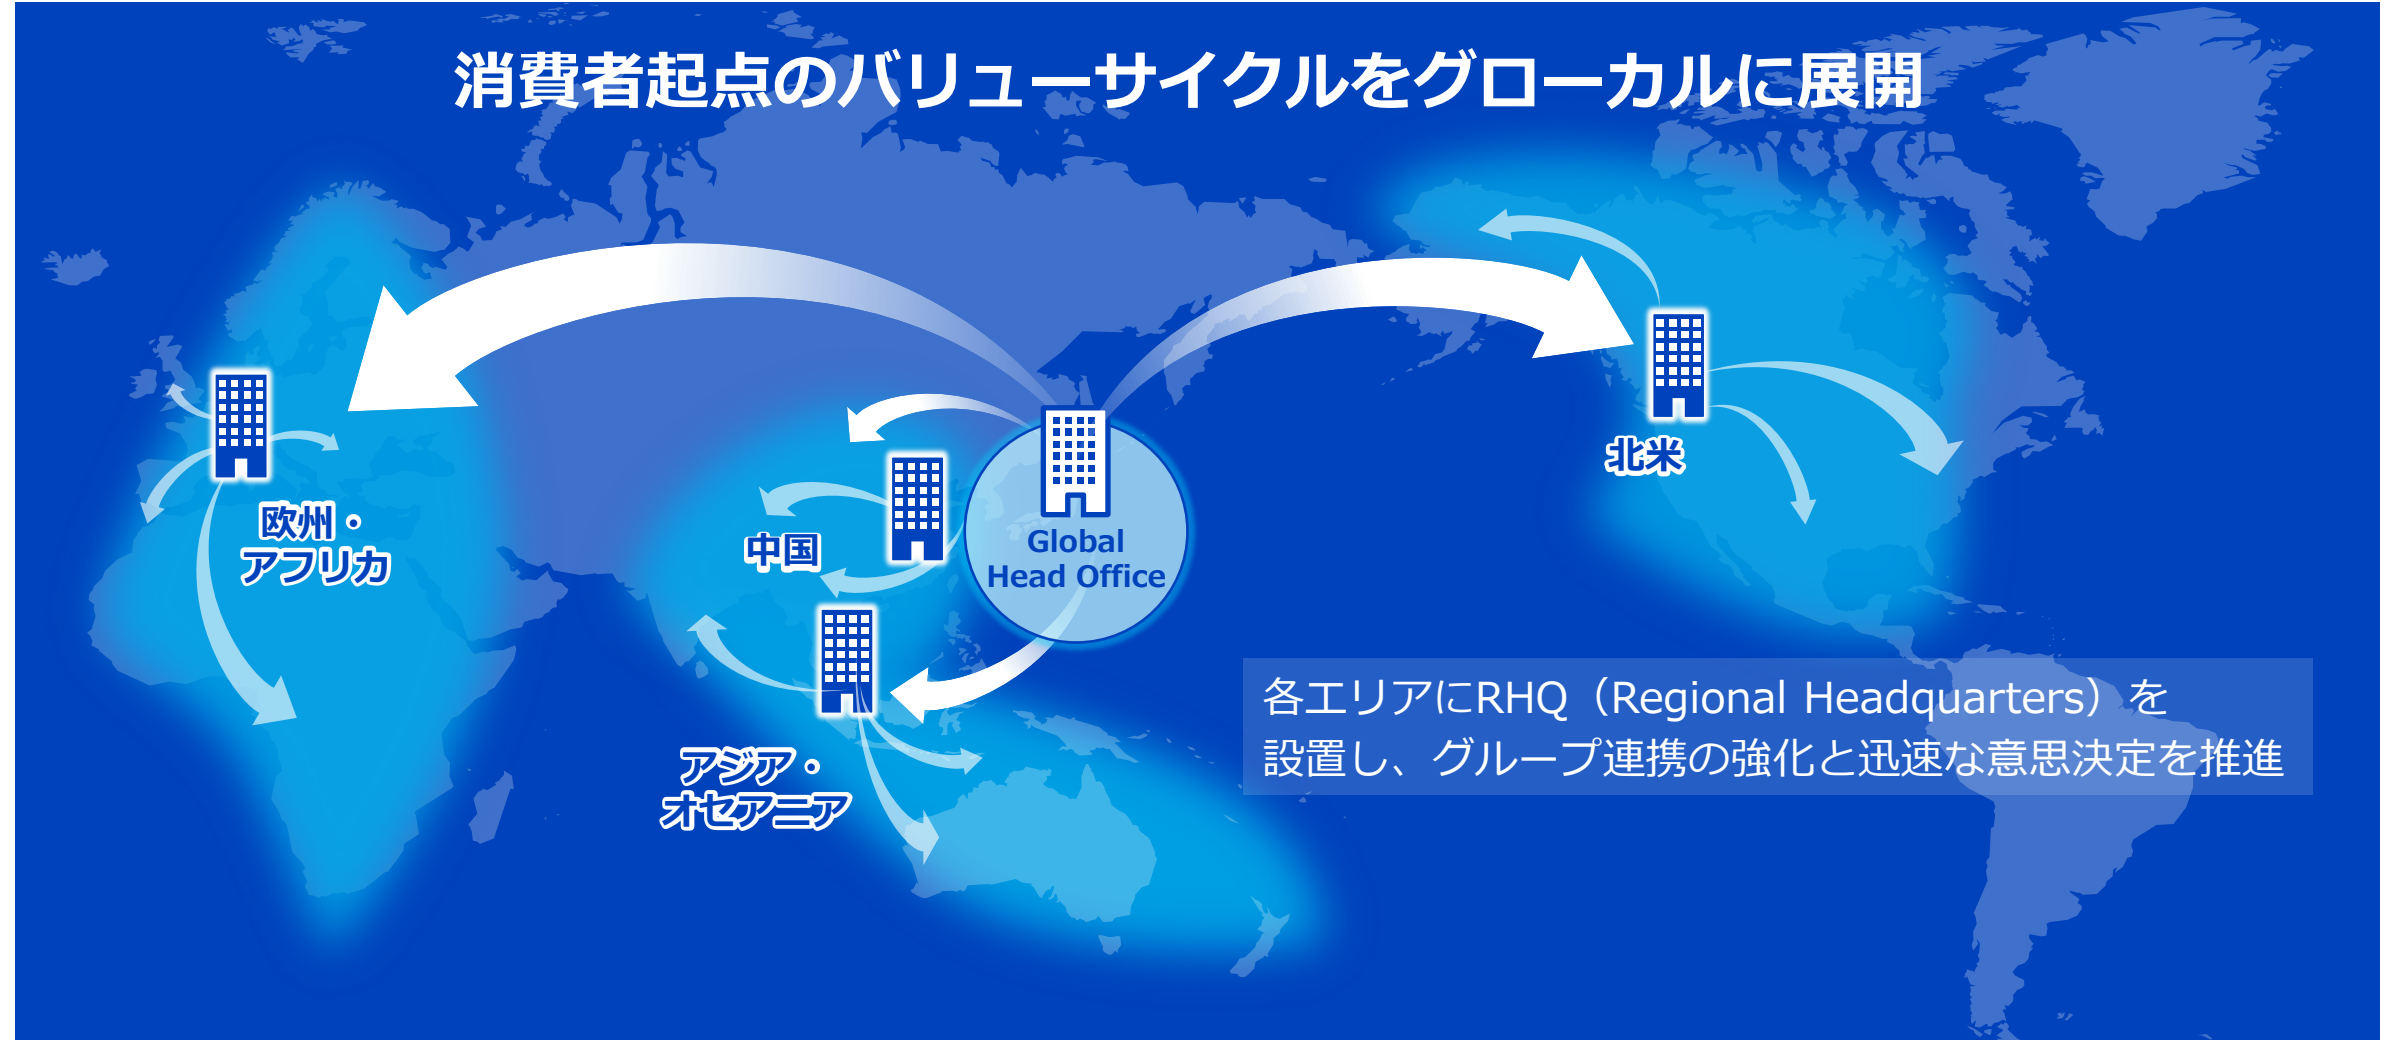 消費者起点のバリューサイクルをグローカルに展開
欧州・
アフリカ
中国
Global
Head Office
北米
アジア・
オセアニア
各エリアにRHQ（Regional Headquarters）を
設置し、グループ連携の強化と迅速な意思決定を推進